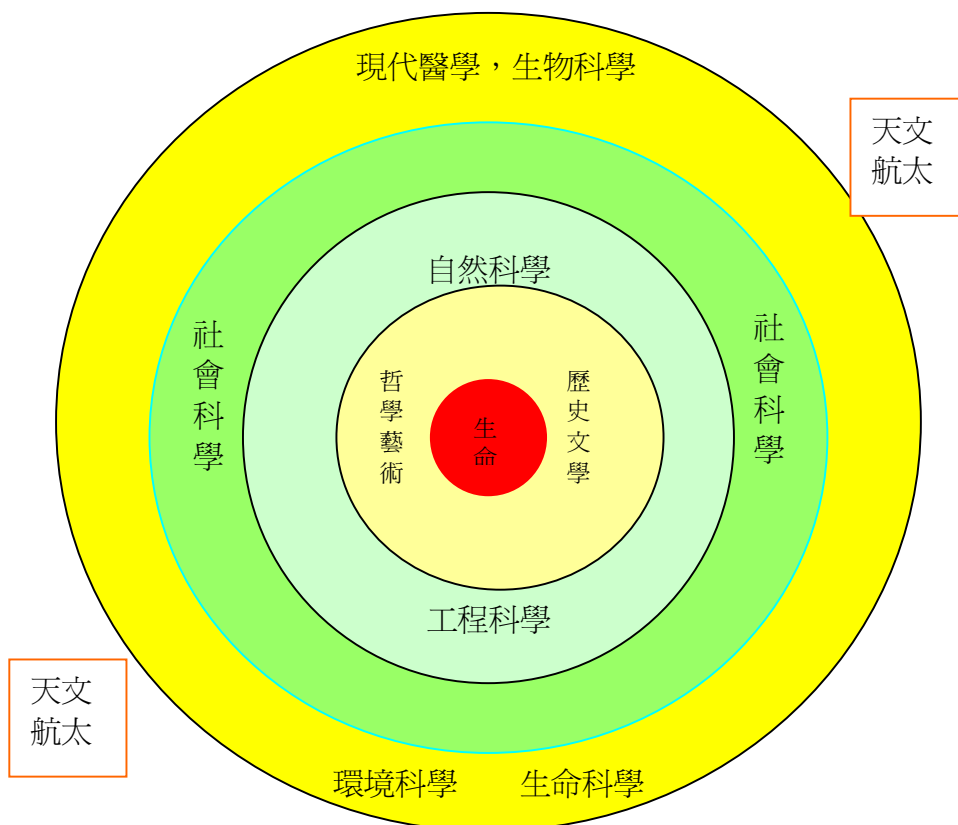 現代醫學，生物科學
天文
航太
自然科學
社會科學
社會科學
哲學藝術
生命
歷史文學
工程科學
天文
航太
環境科學 生命科學